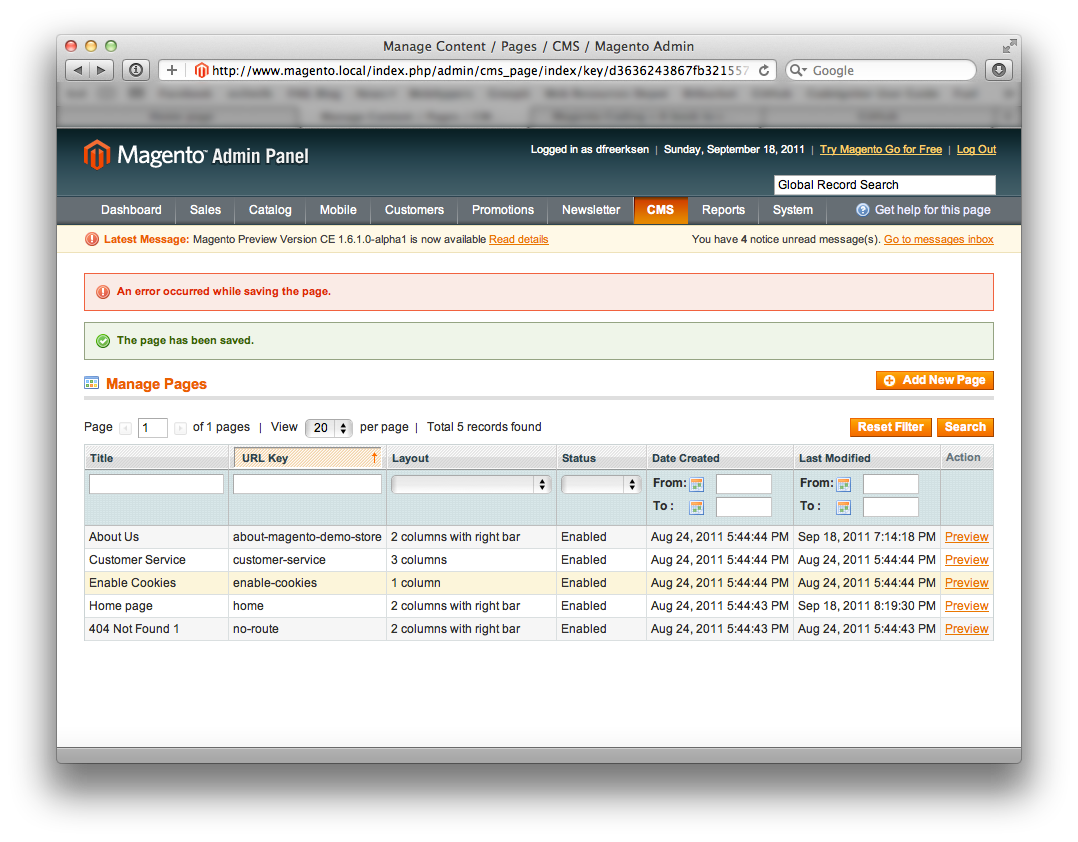 Manage Content / Pages / CMS / Magento Admin
http://www.magento.local/index.php/admin/cms_page/index/key/d3636243867fb321557
Google
Magento™ Admin Panel
Logged in as dfreerksen | Sunday, September 18, 2011 | Try Magento Go for Free | Log Out
Global Record Search
Dashboard Sales Catalog Mobile Customers Promotions Newsletter CMS Reports System Get help for this page
Latest Message: Magento Preview Version CE 1.6.1.0-alpha1 is now available Read details You have 4 notice unread message(s). Go to messages inbox
An error occurred while saving the page.
The page has been saved.
Manage Pages Add New Page
Page 1 of 1 pages | View 20 per page | Total 5 records found Reset Filter Search
Title URL Key Layout Status Date Created Last Modified Action
From: From:
To : To :
About Us about-magento-demo-store 2 columns with right bar Enabled Aug 24, 2011 5:44:44 PM Sep 18, 2011 7:14:18 PM Preview
Customer Service customer-service 3 columns Enabled Aug 24, 2011 5:44:44 PM Aug 24, 2011 5:44:44 PM Preview
Enable Cookies enable-cookies 1 column Enabled Aug 24, 2011 5:44:44 PM Aug 24, 2011 5:44:44 PM Preview
Home page home 2 columns with right bar Enabled Aug 24, 2011 5:44:43 PM Sep 18, 2011 8:19:30 PM Preview
404 Not Found 1 no-route 2 columns with right bar Enabled Aug 24, 2011 5:44:43 PM Aug 24, 2011 5:44:43 PM Preview